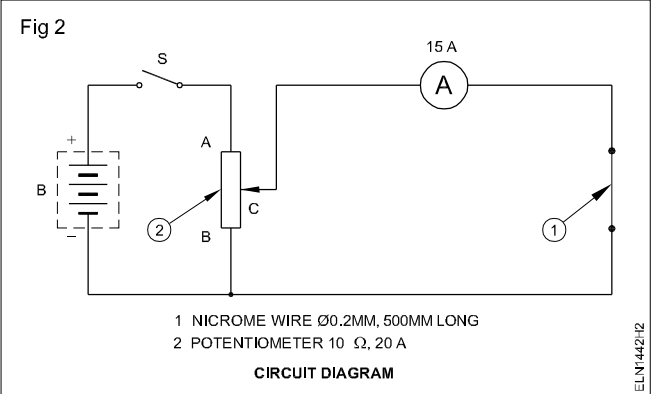 Fig 2
15 A
S
A
+
A
B
C
2
B
1
–
1 NICROME WIRE Ø0.2MM, 500MM LONG
2 POTENTIOMETER 10 Ω, 20 A
CIRCUIT DIAGRAM
ELN1442H2